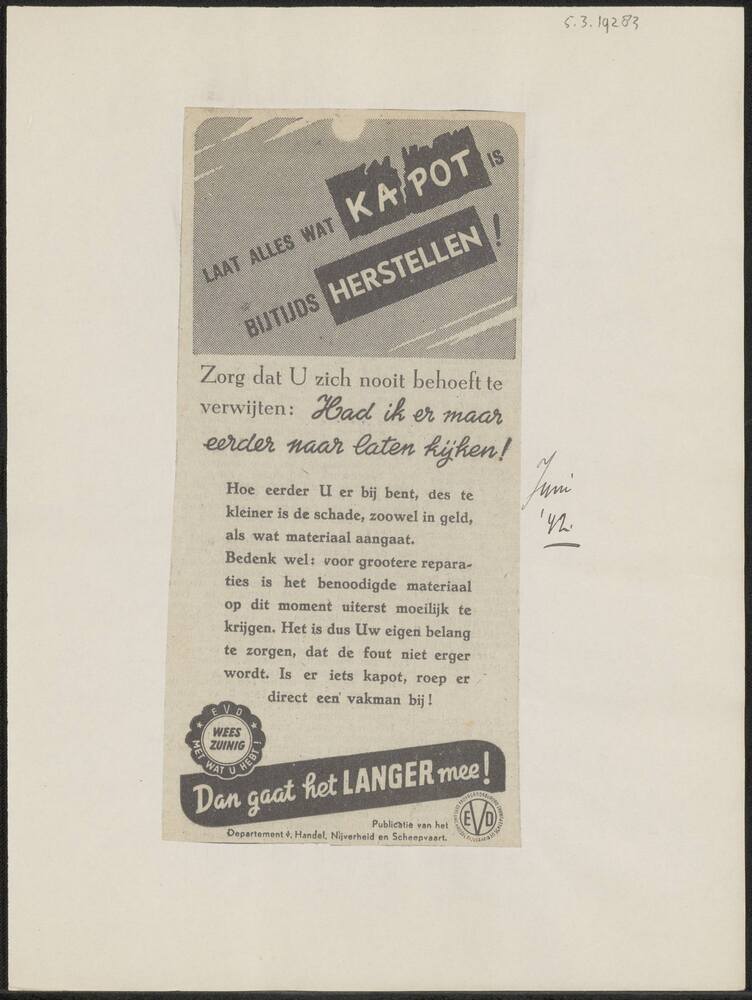 5.3.19283
LAAT ALLES WAT KAPOT IS
BIJTIJDS HERSTELLEN!
Zorg dat U zich nooit behoeft te
verwijten: Had ik er maar
eerder naar laten kijken!
Hoe eerder U er bij bent, des te
kleiner is de schade, zoowel in geld,
als wat materiaal aangaat.
Bedenk wel: voor grootere repara-
ties is het benoodigde materiaal
op dit moment uiterst moeilijk te
krijgen. Het is dus Uw eigen belang
te zorgen, dat de fout niet erger
wordt. Is er iets kapot, roep er
direct een vakman bij!
Juni
'42.
EVD
WEES
ZUINIG
MET WAT U HEBT!
Dan gaat het LANGER mee!
Publicatie van het
Departement v. Handel, Nijverheid en Scheepvaart.
EVD